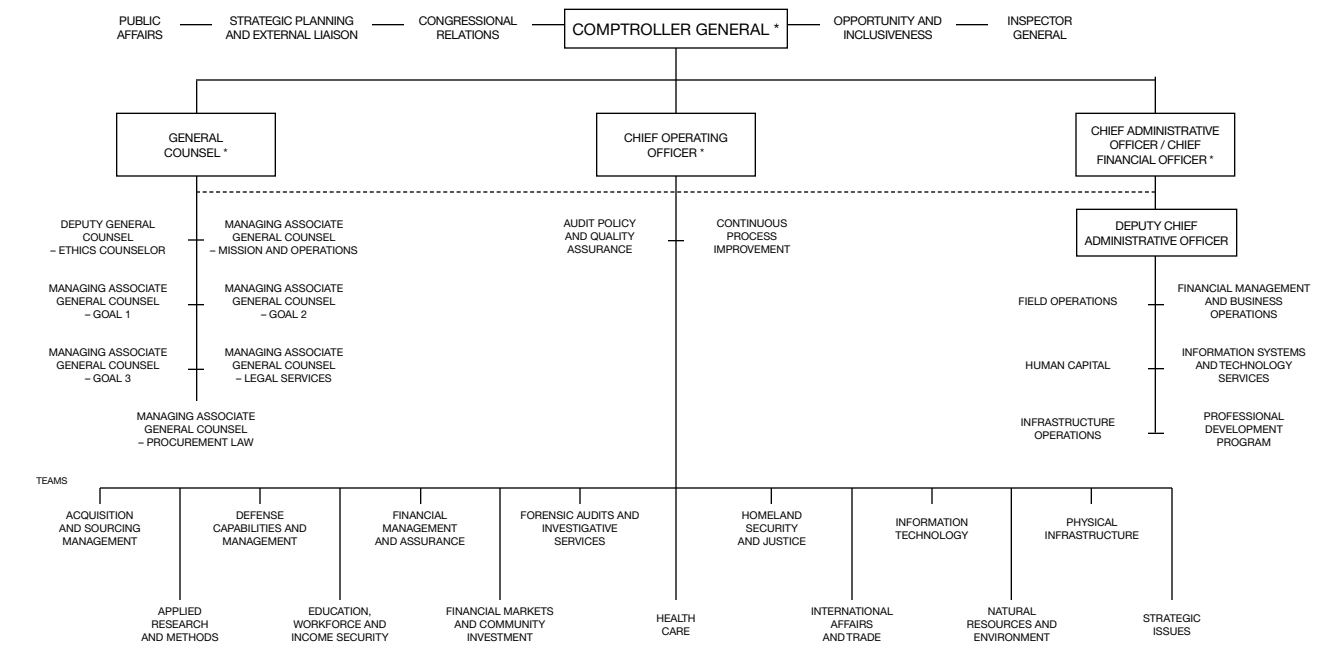 PUBLIC
AFFAIRS
STRATEGIC PLANNING
AND EXTERNAL LIAISON
CONGRESSIONAL
RELATIONS
COMPTROLLER GENERAL *
OPPORTUNITY AND
INCLUSIVENESS
INSPECTOR
GENERAL
GENERAL
COUNSEL *
CHIEF OPERATING
OFFICER *
CHIEF ADMINISTRATIVE
OFFICER / CHIEF
FINANCIAL OFFICER *
DEPUTY GENERAL
COUNSEL
– ETHICS COUNSELOR
MANAGING ASSOCIATE
GENERAL COUNSEL
– MISSION AND OPERATIONS
AUDIT POLICY
AND QUALITY
ASSURANCE
CONTINUOUS
PROCESS
IMPROVEMENT
DEPUTY CHIEF
ADMINISTRATIVE OFFICER
MANAGING ASSOCIATE
GENERAL COUNSEL
– GOAL 1
MANAGING ASSOCIATE
GENERAL COUNSEL
– GOAL 2
FIELD OPERATIONS
FINANCIAL MANAGEMENT
AND BUSINESS
OPERATIONS
MANAGING ASSOCIATE
GENERAL COUNSEL
– GOAL 3
MANAGING ASSOCIATE
GENERAL COUNSEL
– LEGAL SERVICES
HUMAN CAPITAL
INFORMATION SYSTEMS
AND TECHNOLOGY
SERVICES
MANAGING ASSOCIATE
GENERAL COUNSEL
– PROCUREMENT LAW
INFRASTRUCTURE
OPERATIONS
PROFESSIONAL
DEVELOPMENT
PROGRAM
TEAMS
ACQUISITION
AND SOURCING
MANAGEMENT
DEFENSE
CAPABILITIES AND
MANAGEMENT
FINANCIAL
MANAGEMENT
AND ASSURANCE
FORENSIC AUDITS AND
INVESTIGATIVE
SERVICES
HOMELAND
SECURITY
AND JUSTICE
INFORMATION
TECHNOLOGY
PHYSICAL
INFRASTRUCTURE
APPLIED
RESEARCH
AND METHODS
EDUCATION,
WORKFORCE AND
INCOME SECURITY
FINANCIAL MARKETS
AND COMMUNITY
INVESTMENT
HEALTH
CARE
INTERNATIONAL
AFFAIRS
AND TRADE
NATURAL
RESOURCES AND
ENVIRONMENT
STRATEGIC
ISSUES